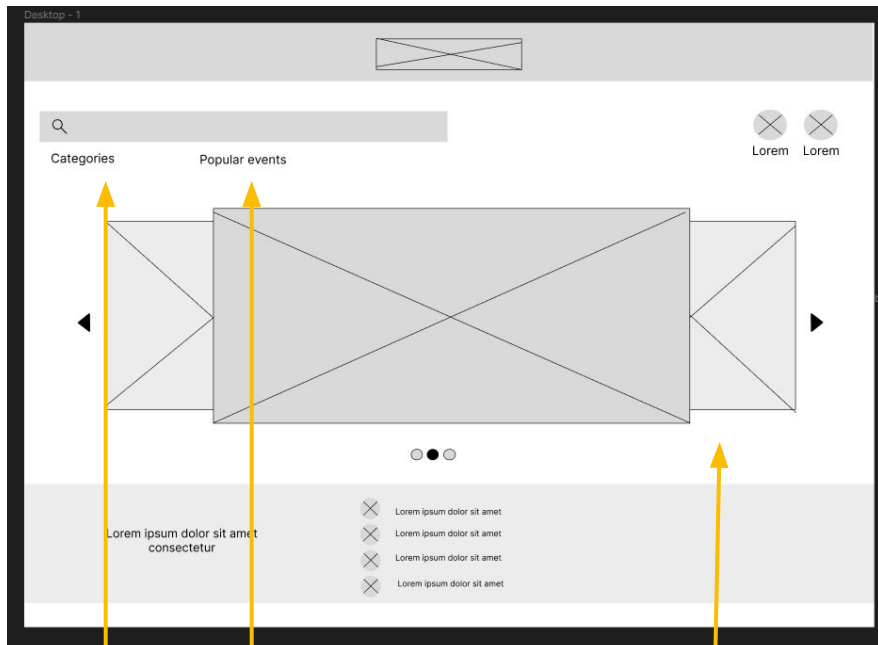 Desktop - 1
Categories
Popular events
Lorem
Lorem
Lorem ipsum dolor sit amet
consectetur
Lorem ipsum dolor sit amet
Lorem ipsum dolor sit amet
Lorem ipsum dolor sit amet
Lorem ipsum dolor sit amet